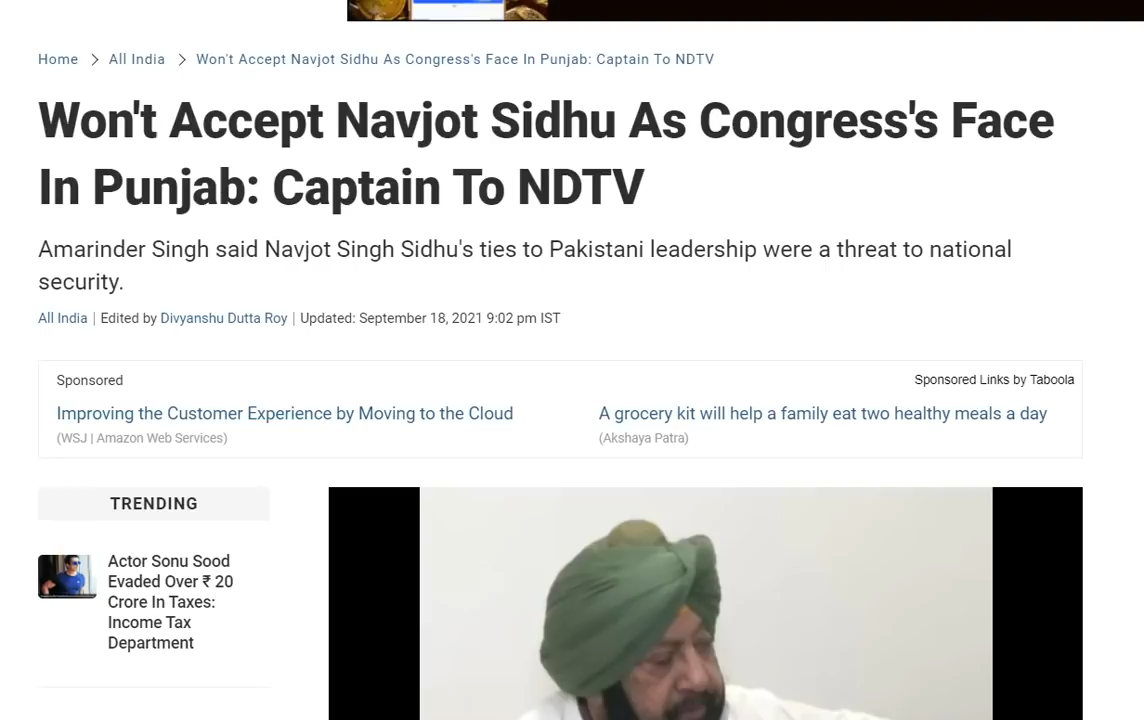 Home > All India > Won't Accept Navjot Sidhu As Congress's Face In Punjab: Captain To NDTV
Won't Accept Navjot Sidhu As Congress's Face
In Punjab: Captain To NDTV
Amarinder Singh said Navjot Singh Sidhu's ties to Pakistani leadership were a threat to national
security.
All India | Edited by Divyanshu Dutta Roy | Updated: September 18, 2021 9:02 pm IST
Sponsored
Sponsored Links by Taboola
Improving the Customer Experience by Moving to the Cloud
(WSJ | Amazon Web Services)
A grocery kit will help a family eat two healthy meals a day
(Akshaya Patra)
TRENDING
Actor Sonu Sood
Evaded Over ₹ 20
Crore In Taxes:
Income Tax
Department